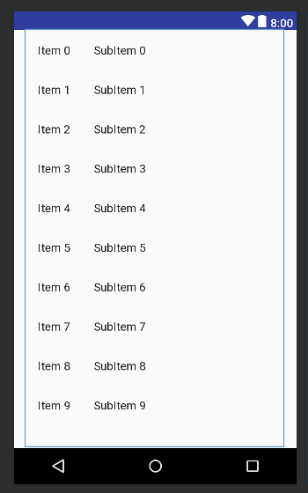 8:00
Item 0 SubItem 0
Item 1 SubItem 1
Item 2 SubItem 2
Item 3 SubItem 3
Item 4 SubItem 4
Item 5 SubItem 5
Item 6 SubItem 6
Item 7 SubItem 7
Item 8 SubItem 8
Item 9 SubItem 9